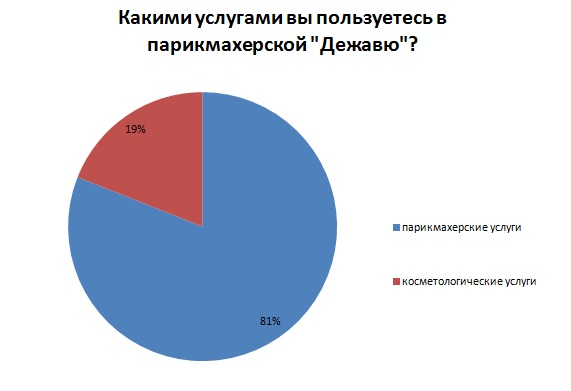 Какими услугами вы пользуетесь в
парикмахерской "Дежавю"?
19%
парикмахерские услуги
косметологические услуги
81%